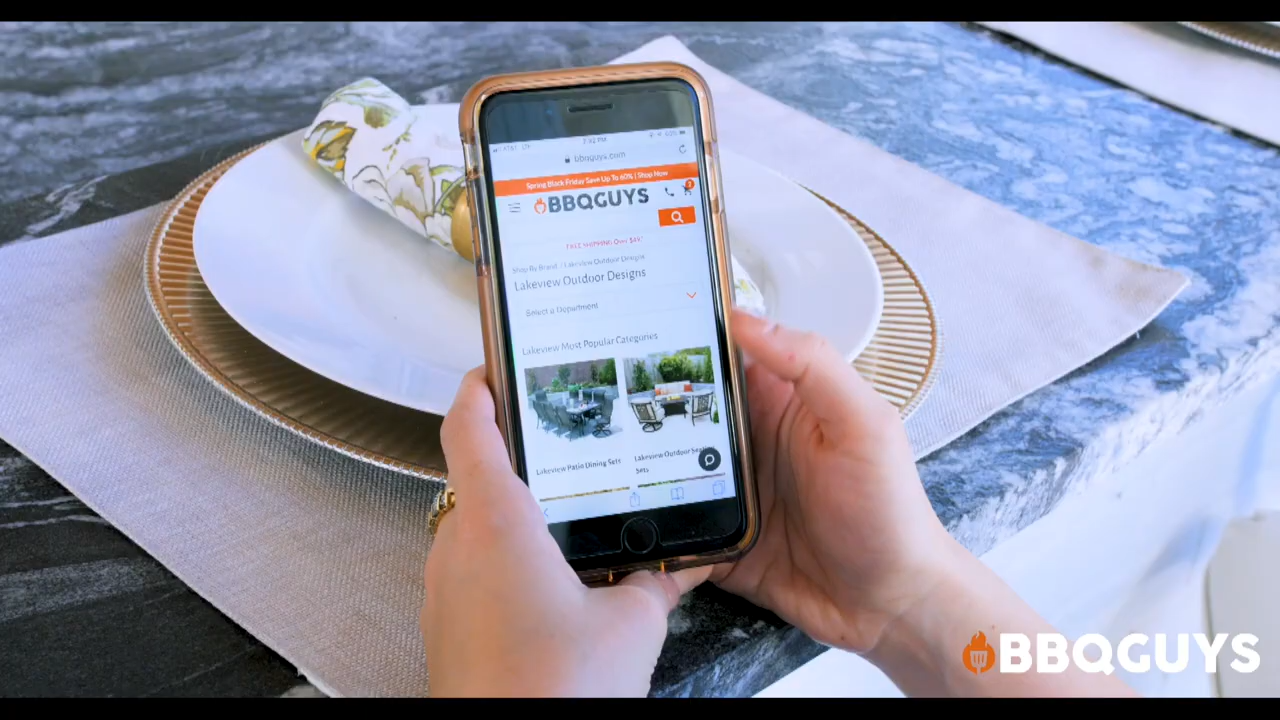 bbqguys.com
Spring Black Friday Save Up To 60% | Shop Now
BBQGUYS
FREE SHIPPING Over $49*
Shop By Brand | Lakeview Outdoor Designs
Lakeview Outdoor Designs
Select a Department
Lakeview Most Popular Categories
Lakeview Patio Dining Sets
Lakeview Outdoor
Sets
BBQGUYS